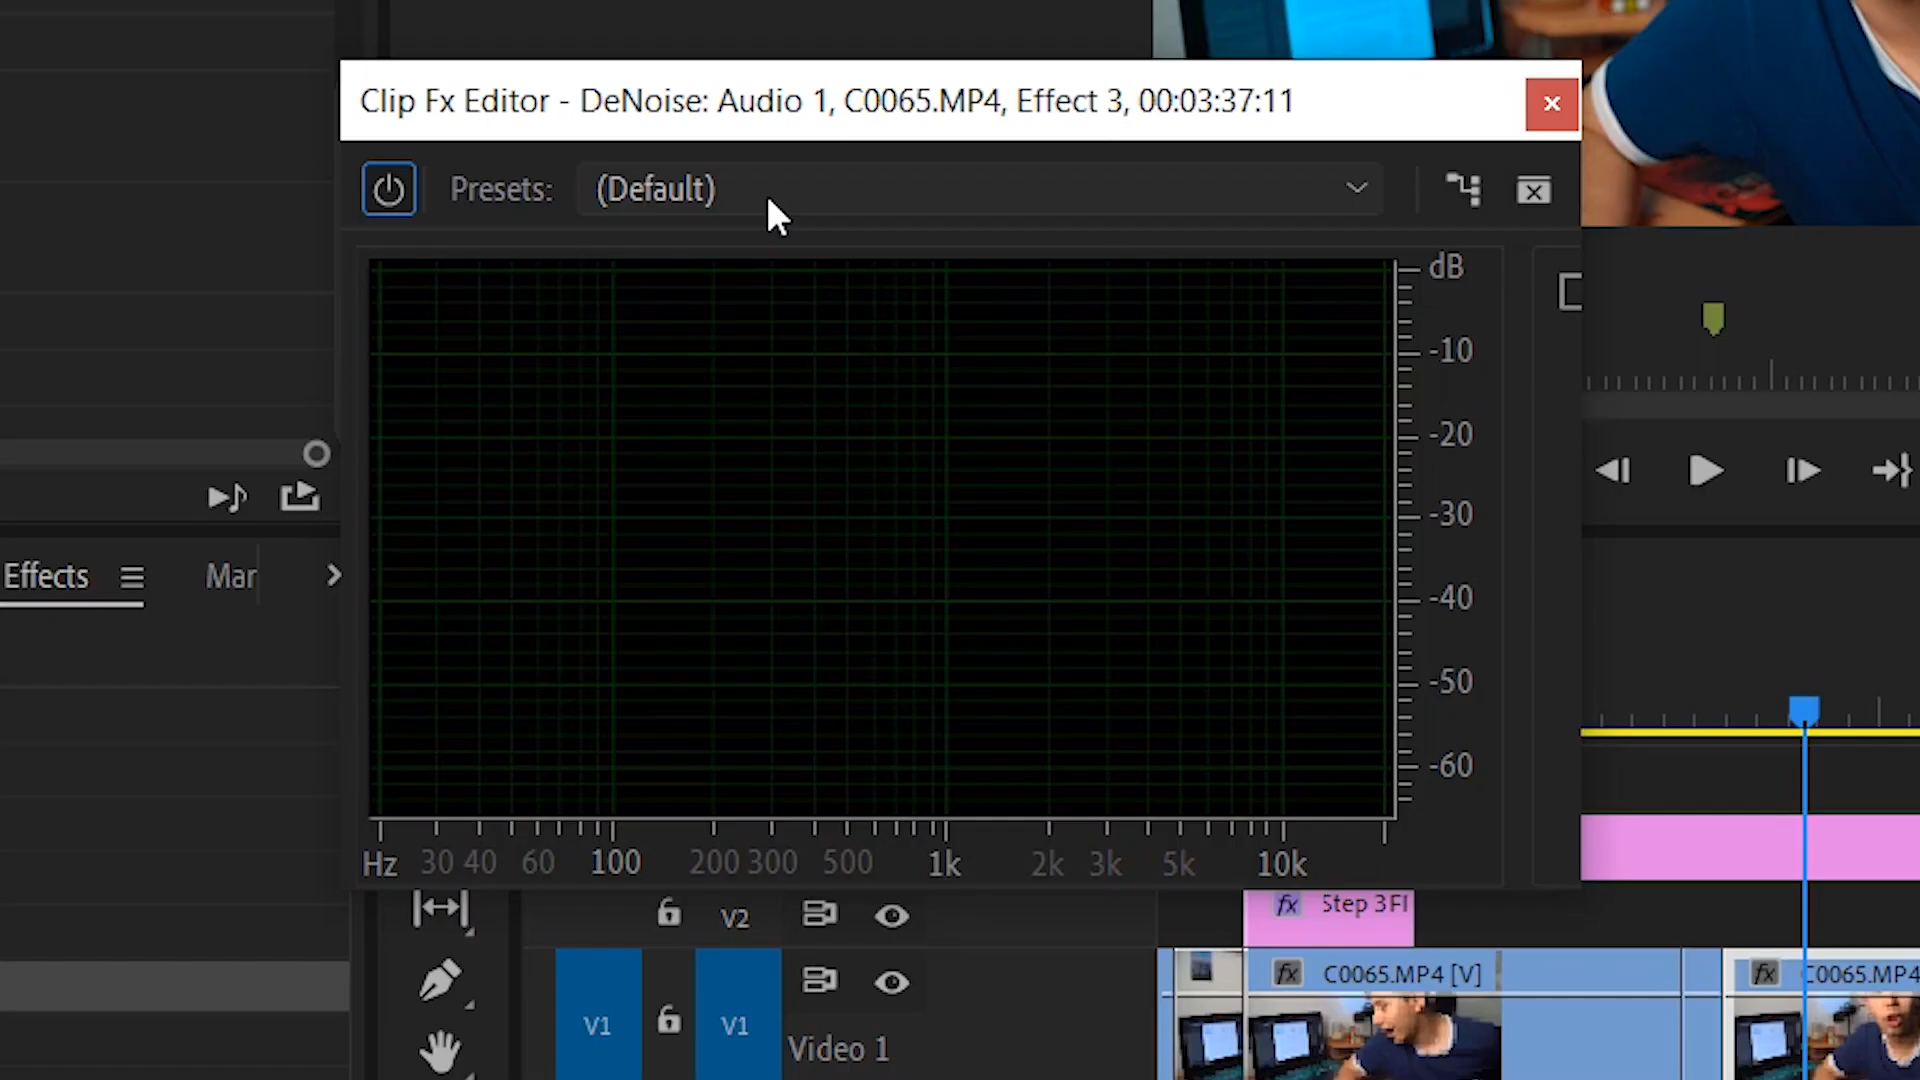 Clip Fx Editor - DeNoise: Audio 1, C0065.MP4, Effect 3, 00:03:37:11
Presets: (Default)
dB
-10
-20
-30
-40
-50
-60
Hz 30 40 60 100 200 300 500 1k 2k 3k 5k 10k
Effects Mar
V2
fx Step 3
V1 V1
Video 1
fx C0065.MP4 [V]
fx C0065.MP4